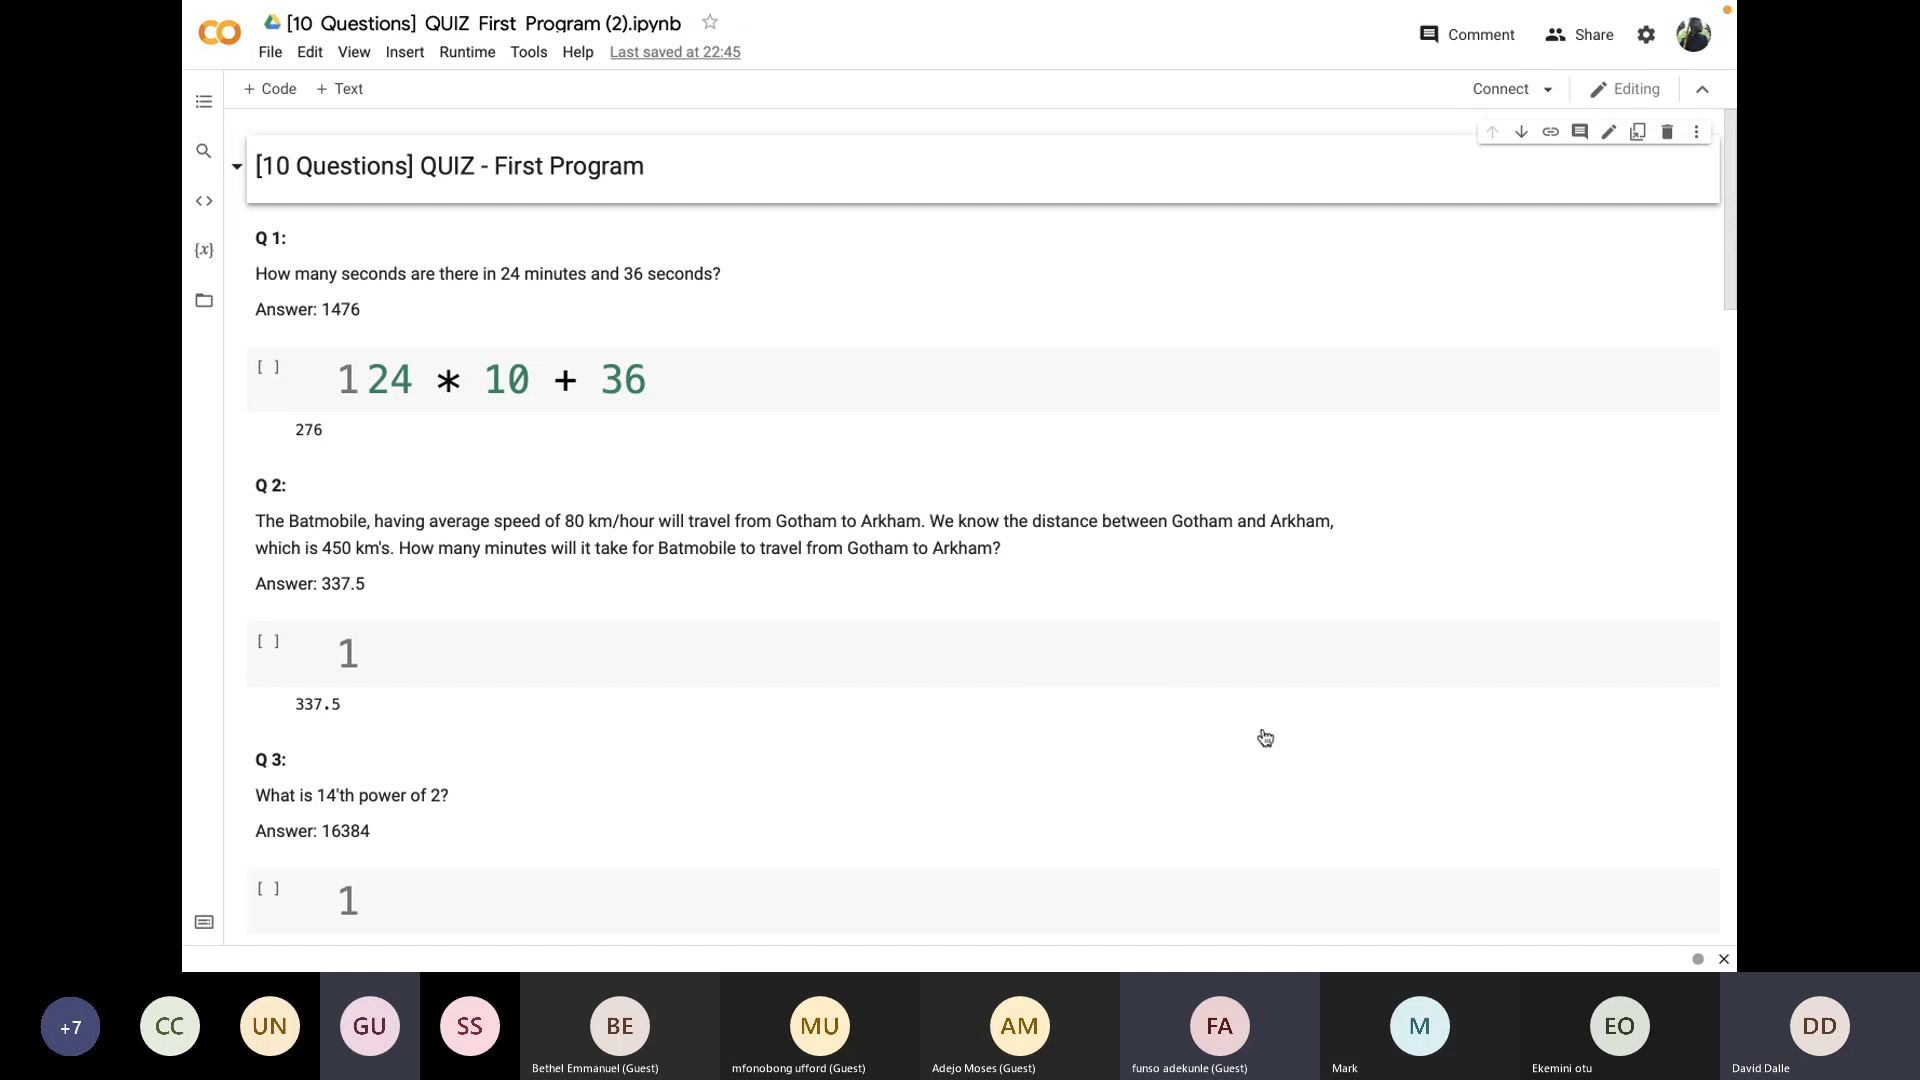 [10 Questions] QUIZ First Program (2).ipynb
File Edit View Insert Runtime Tools Help Last saved at 22:45
Comment Share
+ Code + Text
Connect Editing
[10 Questions] QUIZ - First Program
Q 1:
How many seconds are there in 24 minutes and 36 seconds?
Answer: 1476
[ ] 1 24 * 10 + 36
276
Q 2:
The Batmobile, having average speed of 80 km/hour will travel from Gotham to Arkham. We know the distance between Gotham and Arkham,
which is 450 km's. How many minutes will it take for Batmobile to travel from Gotham to Arkham?
Answer: 337.5
[ ] 1
337.5
Q 3:
What is 14'th power of 2?
Answer: 16384
[ ] 1
+7 CC UN GU SS BE MU AM FA M EO DD
Bethel Emmanuel (Guest) mfonobong ufford (Guest) Adejo Moses (Guest) funso adekunle (Guest) Mark Ekemini otu David Dalle